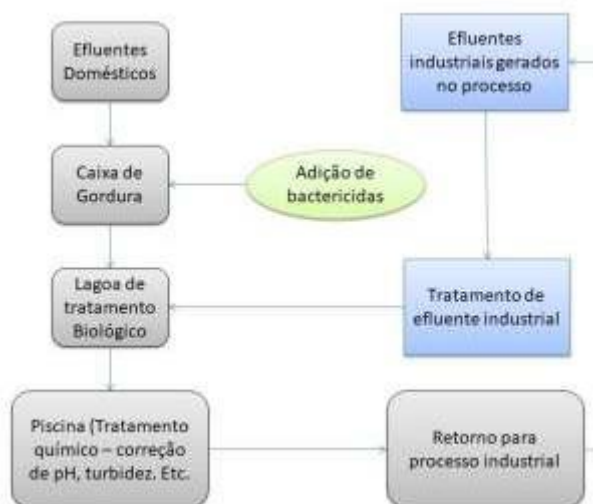 Efluentes
Domésticos
Efluentes
industriais gerados
no processo
Caixa de
Gordura
Adição de
bactericidas
Lagoa de
tratamento
Biológico
Tratamento de
efluente industrial
Piscina (Tratamento
químico – correção
de pH, turbidez. Etc.
Retorno para
processo industrial